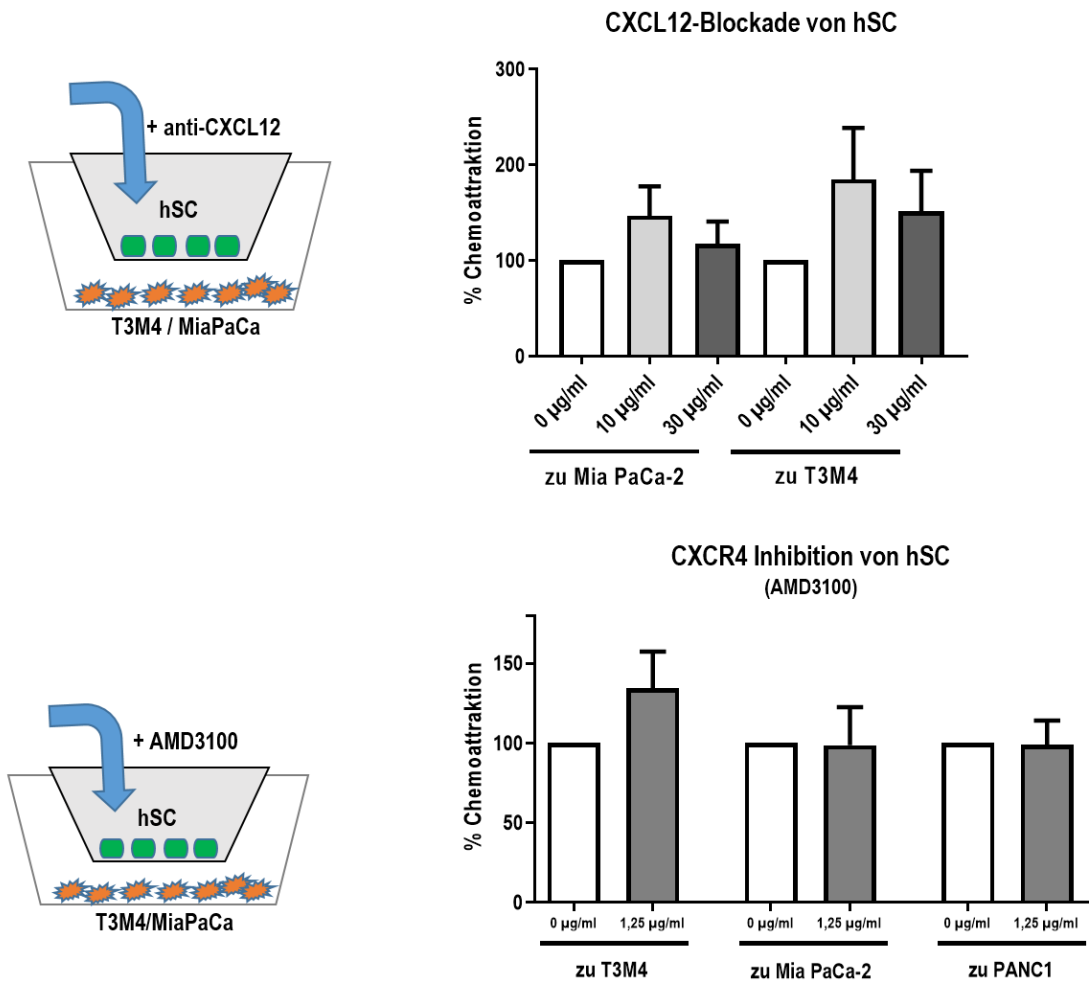 CXCL12-Blockade von hSC
+ anti-CXCL12
hSC
T3M4 / MiaPaCa
% Chemoattraktion
300
200
100
0
0 µg/ml
10 µg/ml
30 µg/ml
0 µg/ml
10 µg/ml
30 µg/ml
zu Mia PaCa-2
zu T3M4
CXCR4 Inhibition von hSC
(AMD3100)
+ AMD3100
hSC
T3M4/MiaPaCa
% Chemoattraktion
150
100
50
0
0 µg/ml
1,25 µg/ml
0 µg/ml
1,25 µg/ml
0 µg/ml
1,25 µg/ml
zu T3M4
zu Mia PaCa-2
zu PANC1